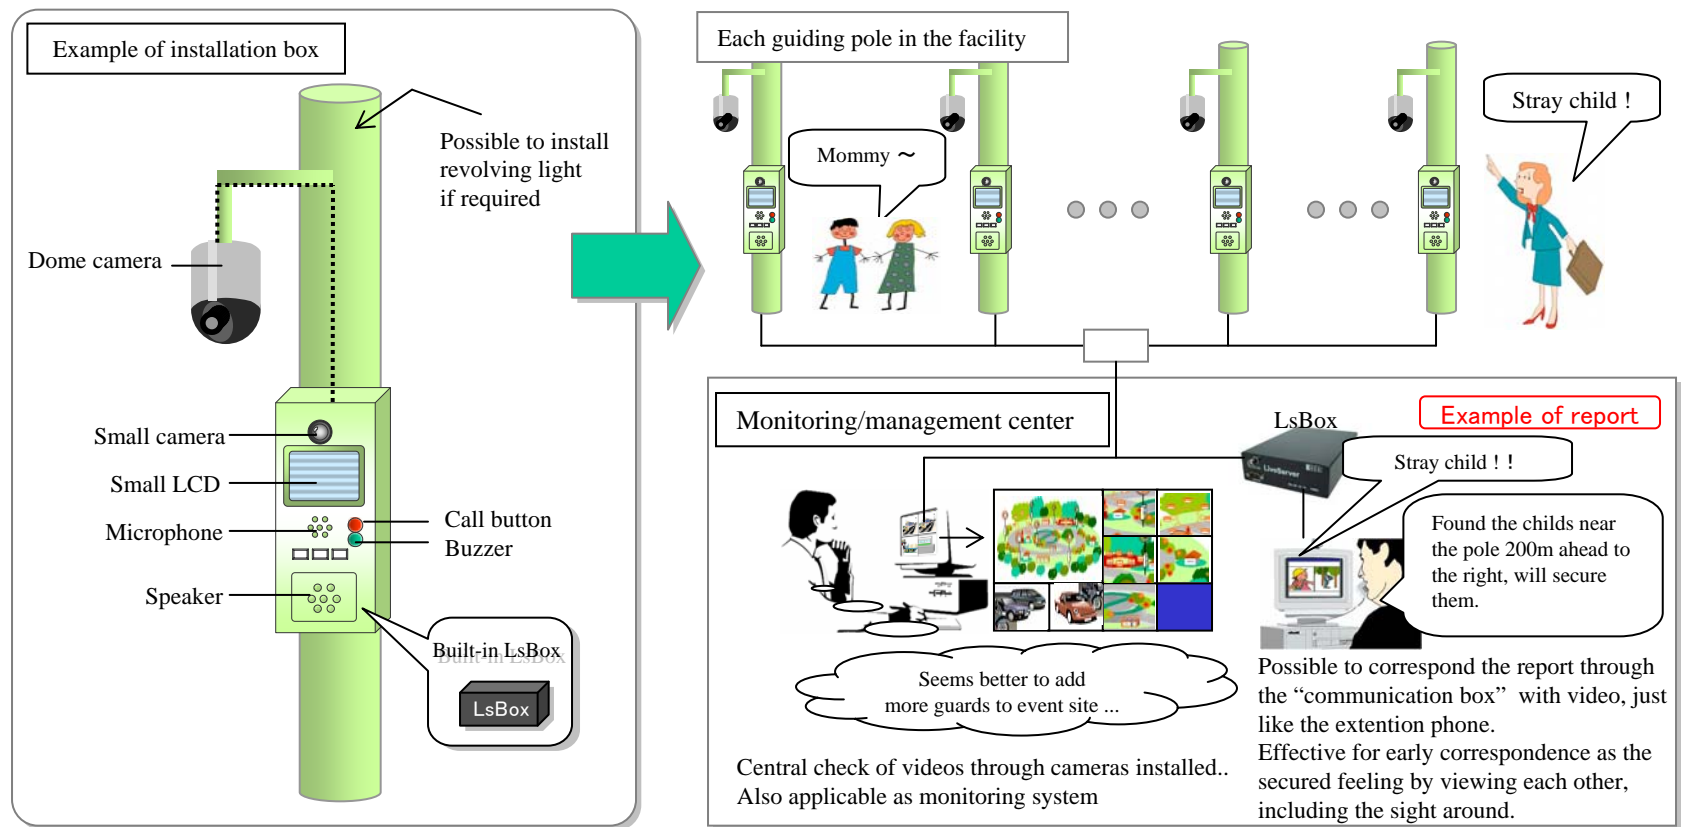 Example of installation box
Possible to install
revolving light
if required
Dome camera
Small camera
Small LCD
Microphone
Speaker
Call button
Buzzer
Built-in LsBox
LsBox
Each guiding pole in the facility
Mommy ～
Stray child !
Monitoring/management center
Example of report
LsBox
LiveServer
Stray child ! !
Found the childs near
the pole 200m ahead to
the right, will secure
them.
Seems better to add
more guards to event site ...
Central check of videos through cameras installed..
Also applicable as monitoring system
Possible to correspond the report through
the “communication box” with video, just
like the extention phone.
Effective for early correspondence as the
secured feeling by viewing each other,
including the sight around.